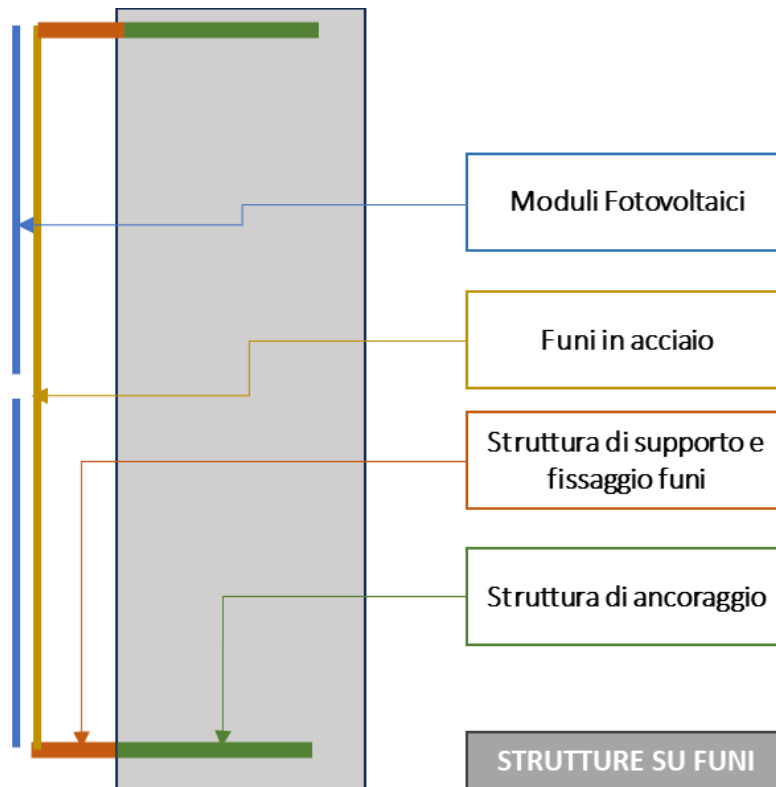 Moduli Fotovoltaici
Funi in acciaio
Struttura di supporto e
fissaggio funi
Struttura di ancoraggio
STRUTTURE SU FUNI